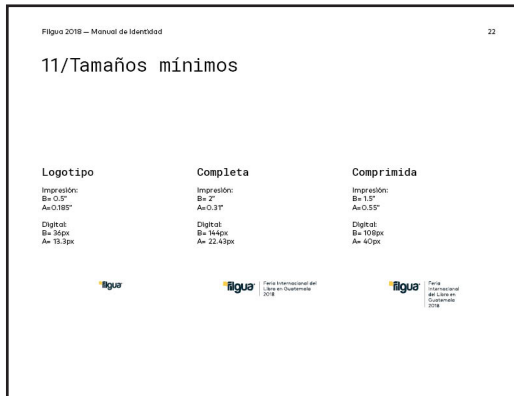 Filgua 2018 — Manual de Identidad
22
11/Tamaños mínimos
Logotipo
Impresión:
B= 0.5"
A=0.185"
Digital:
B= 36px
A= 13.3px
filgua
Completa
Impresión:
B= 2"
A=0.31"
Digital:
B= 144px
A= 22.43px
filgua
Feria Internacional del
Libro en Guatemala
2018
Comprimida
Impresión:
B= 1.5"
A=0.55"
Digital:
B= 108px
A= 40px
filgua
Feria
Internacional
del Libro en
Guatemala
2018